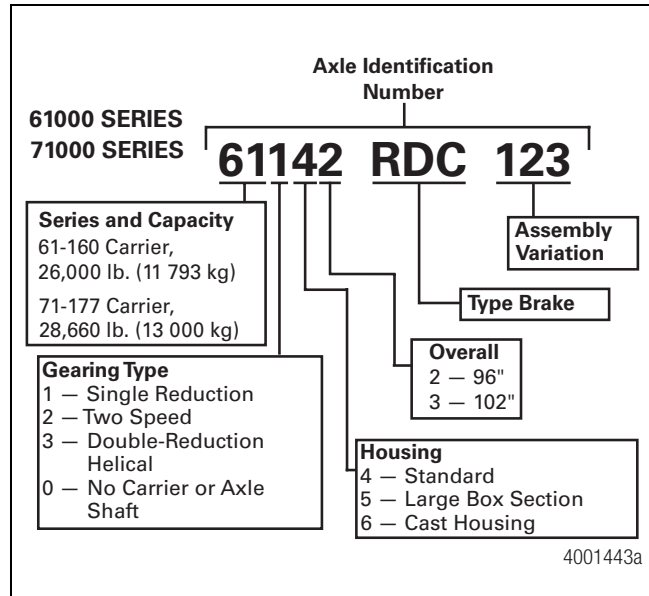 Axle Identification
Number
61000 SERIES
71000 SERIES
61142 RDC 123
Series and Capacity
61-160 Carrier,
26,000 lb. (11 793 kg)
71-177 Carrier,
28,660 lb. (13 000 kg)
Assembly
Variation
Type Brake
Overall
2 — 96"
3 — 102"
Gearing Type
1 — Single Reduction
2 — Two Speed
3 — Double-Reduction
Helical
0 — No Carrier or Axle
Shaft
Housing
4 — Standard
5 — Large Box Section
6 — Cast Housing
4001443a